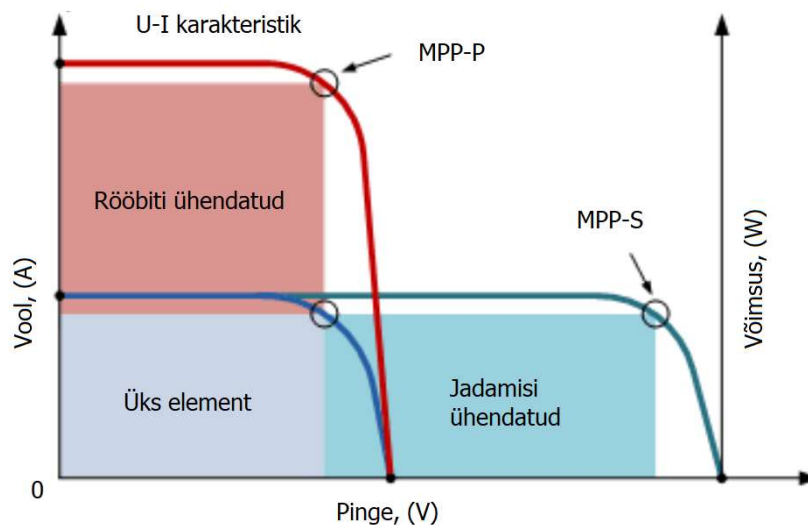 U-I karakteristik
MPP-P
Rööbiti ühendatud
MPP-S
Vool, (A)
Võimsus, (W)
Üks element
Jadamisi
ühendatud
0
Pinge, (V)